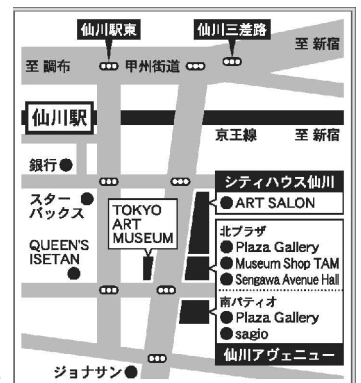 仙川駅東
仙川三差路
至 新宿
至 調布
甲州街道
仙川駅
京王線
至 新宿
銀行
シティハウス仙川
ART SALON
スター
バックス
TOKYO
ART
MUSEUM
北プラザ
Plaza Gallery
Museum Shop TAM
Sengawa Avenue Hall
QUEEN'S
ISETAN
南パティオ
Plaza Gallery
sagio
仙川アヴェニュー
ジョナサン